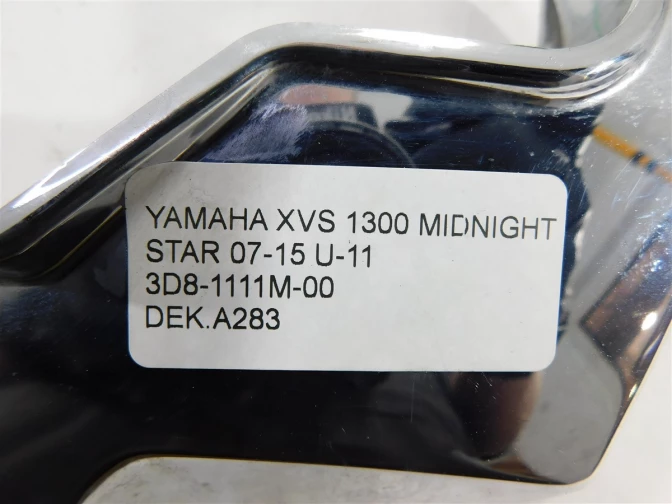 YAMAHA XVS 1300 MIDNIGHT
STAR 07-15 U-11
3D8-1111M-00
DEK.A283